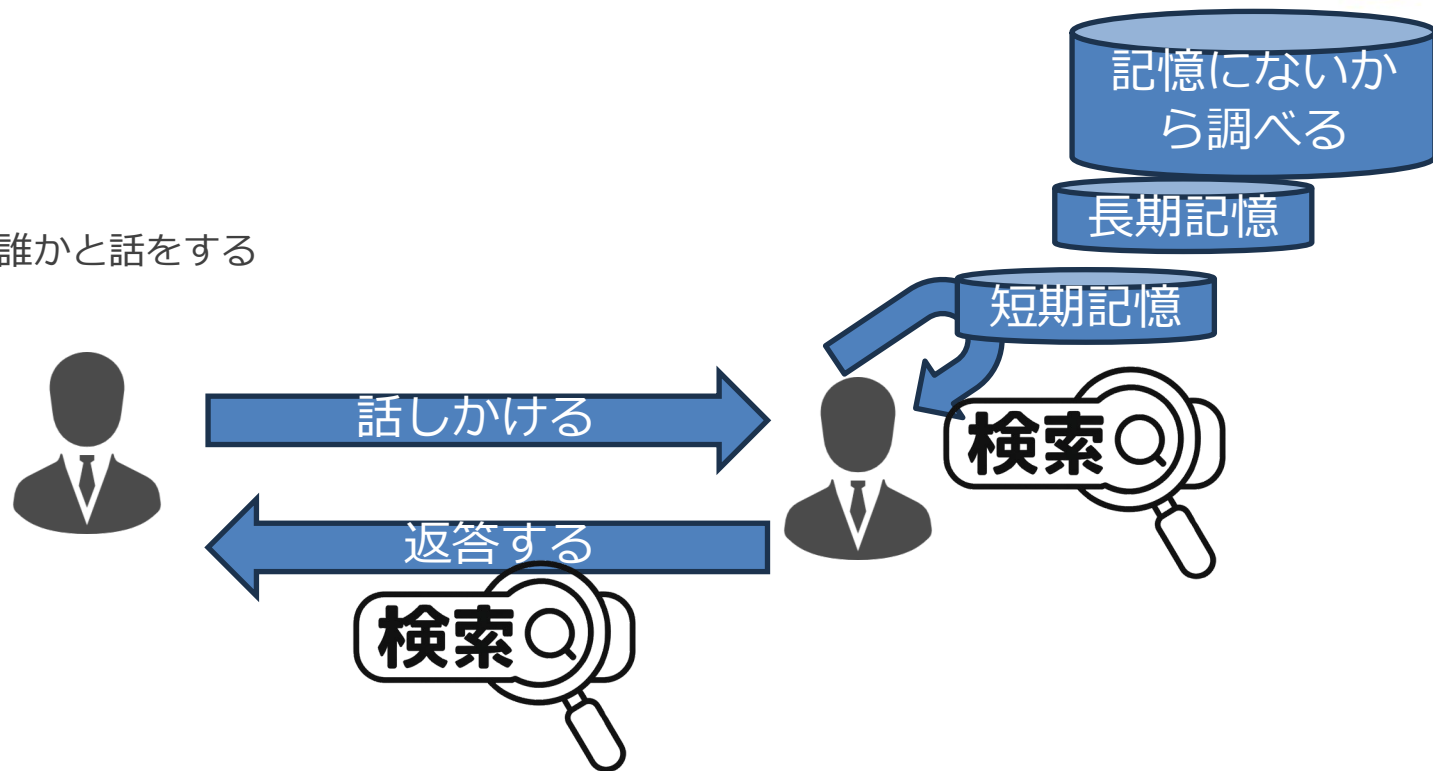 記憶にないか
ら調べる
長期記憶
誰かと話をする
短期記憶
話しかける
検索
返答する
検索